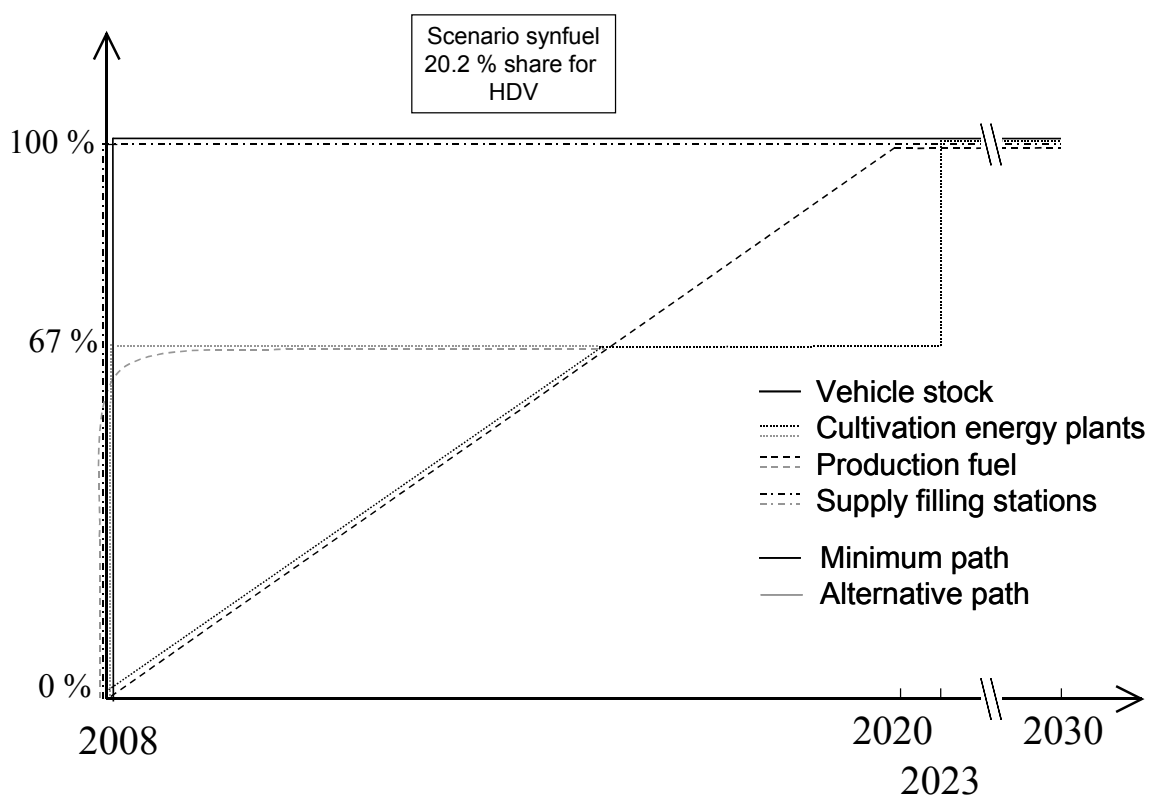 Scenario synfuel
20.2 % share for
HDV
100 %
67 %
Vehicle stock
Cultivation energy plants
Production fuel
Supply filling stations
Minimum path
Alternative path
0 %
2008
2020
2030
2023